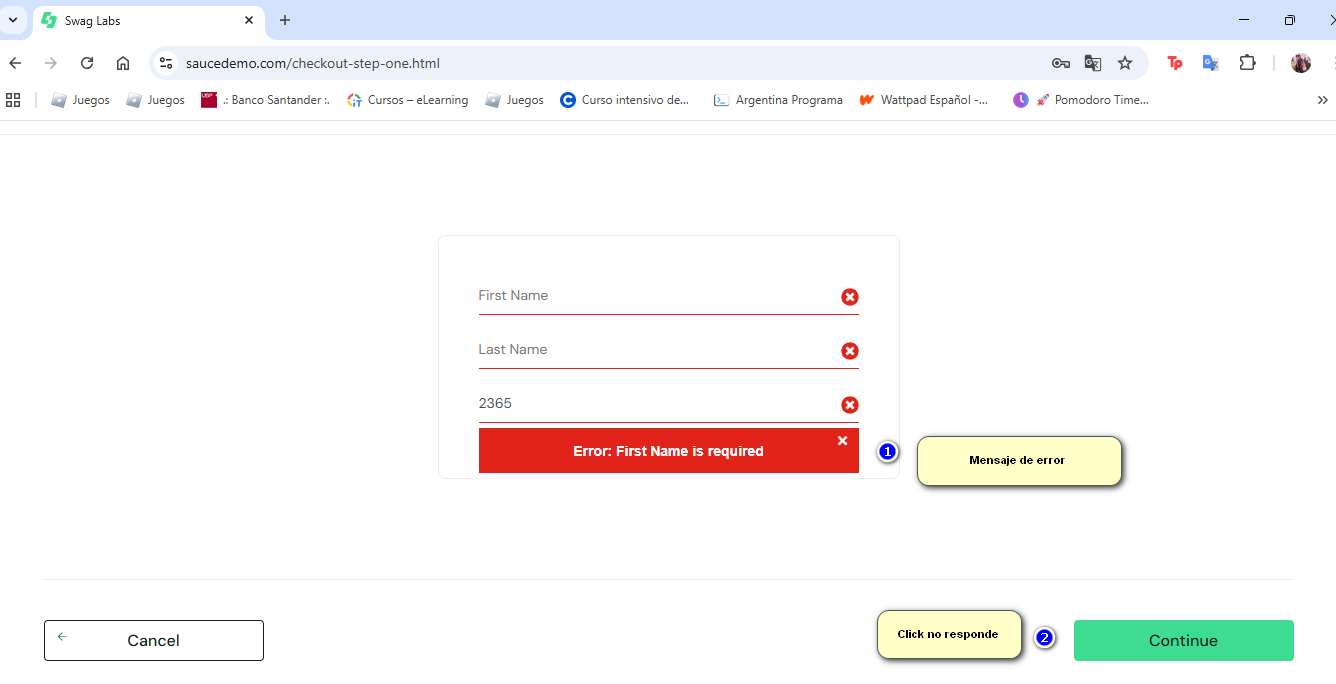 Swag Labs
saucedemo.com/checkout-step-one.html
Juegos
Juegos
.: Banco Santander :.
Cursos – eLearning
Juegos
Curso intensivo de...
Argentina Programa
Wattpad Español -...
🚀 Pomodoro Time...
First Name
Last Name
2365
Error: First Name is required
1
Mensaje de error
Cancel
Click no responde
2
Continue